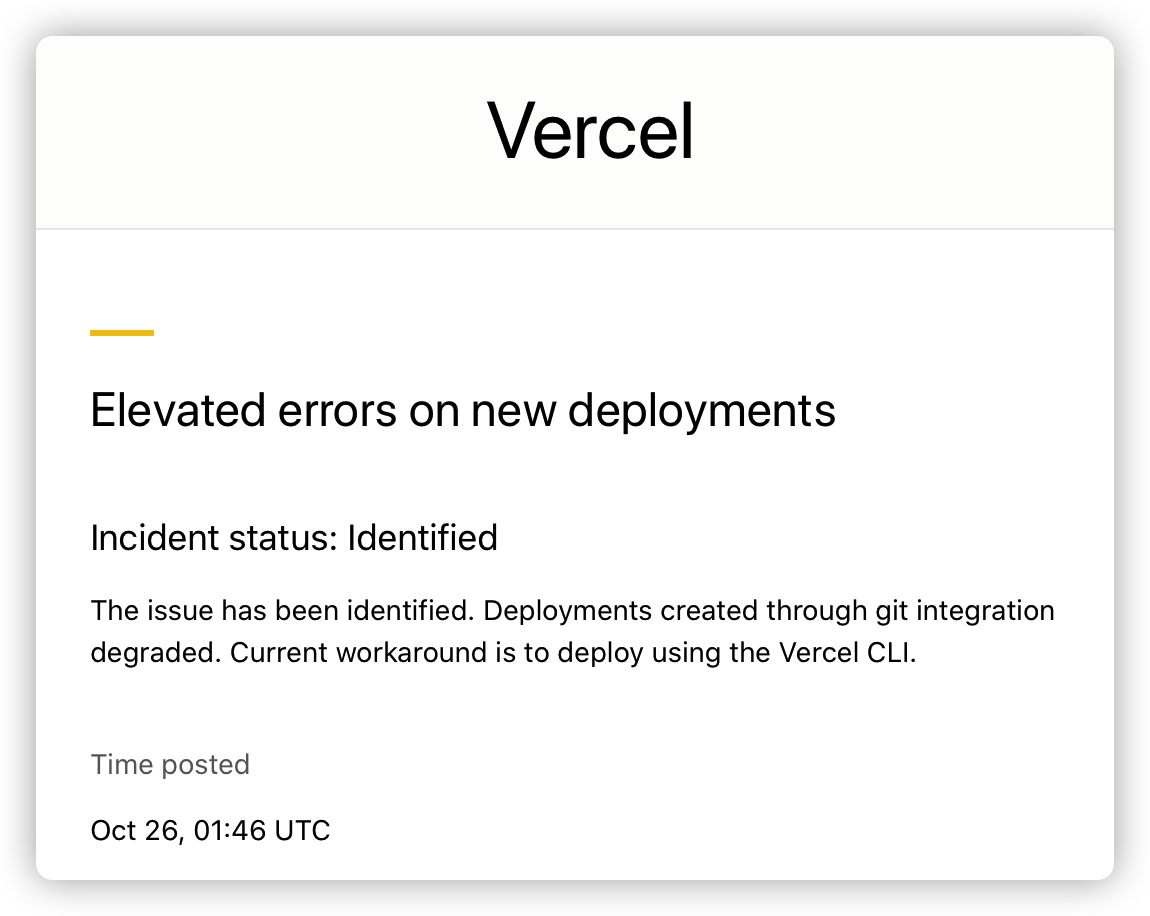 Vercel
Elevated errors on new deployments
Incident status: Identified
The issue has been identified. Deployments created through git integration
degraded. Current workaround is to deploy using the Vercel CLI.
Time posted
Oct 26, 01:46 UTC